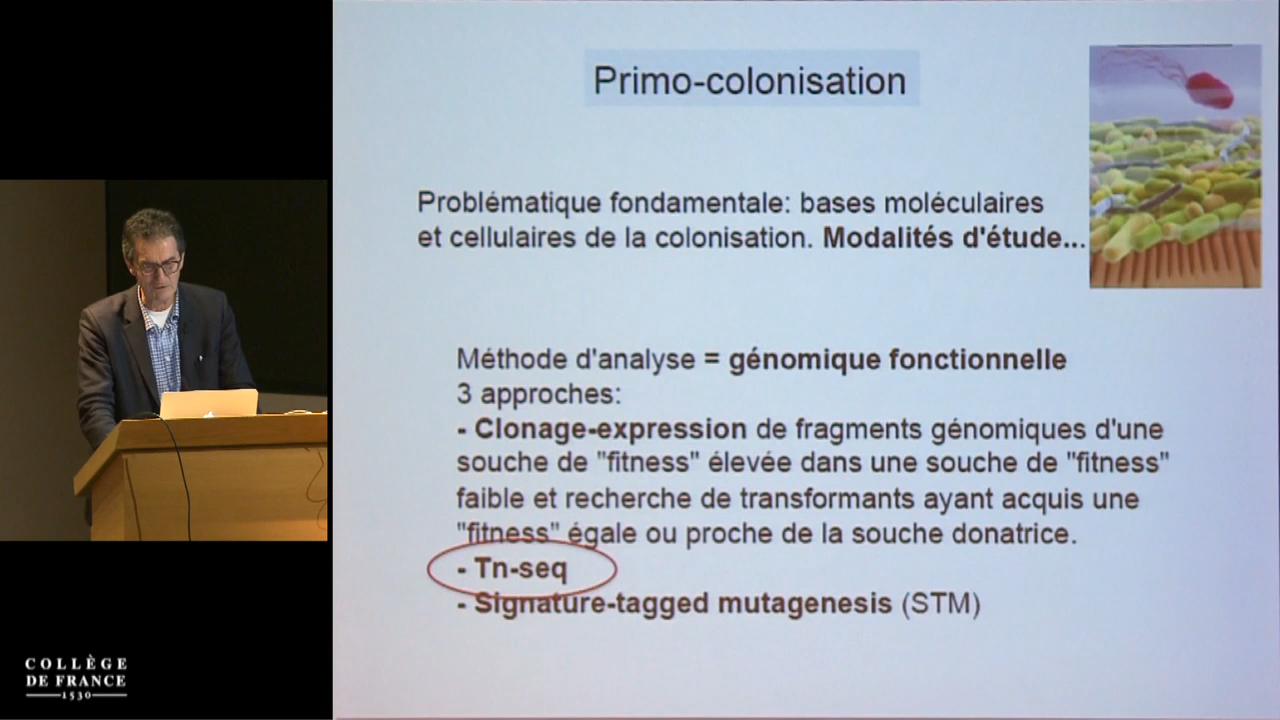 Primo-colonisation
Problématique fondamentale: bases moléculaires
et cellulaires de la colonisation. Modalités d'étude...
Méthode d'analyse = génomique fonctionnelle
3 approches:
- Clonage-expression de fragments génomiques d'une
souche de "fitness" élevée dans une souche de "fitness"
faible et recherche de transformants ayant acquis une
"fitness" égale ou proche de la souche donatrice.
- Tn-seq
- Signature-tagged mutagenesis (STM)
COLLÈGE
DE FRANCE
1530